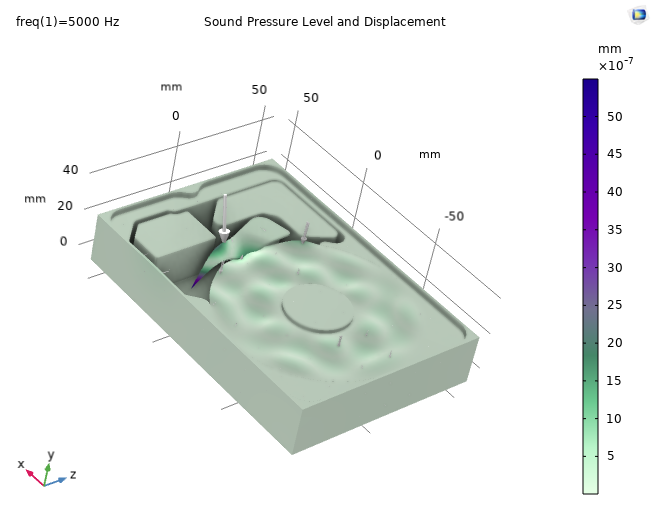 freq(1)=5000 Hz
Sound Pressure Level and Displacement
mm
×10⁻⁷
mm
50
50
0
0
mm
50
45
40
-50
40
mm
20
35
0
30
25
20
15
10
5
y
x
z